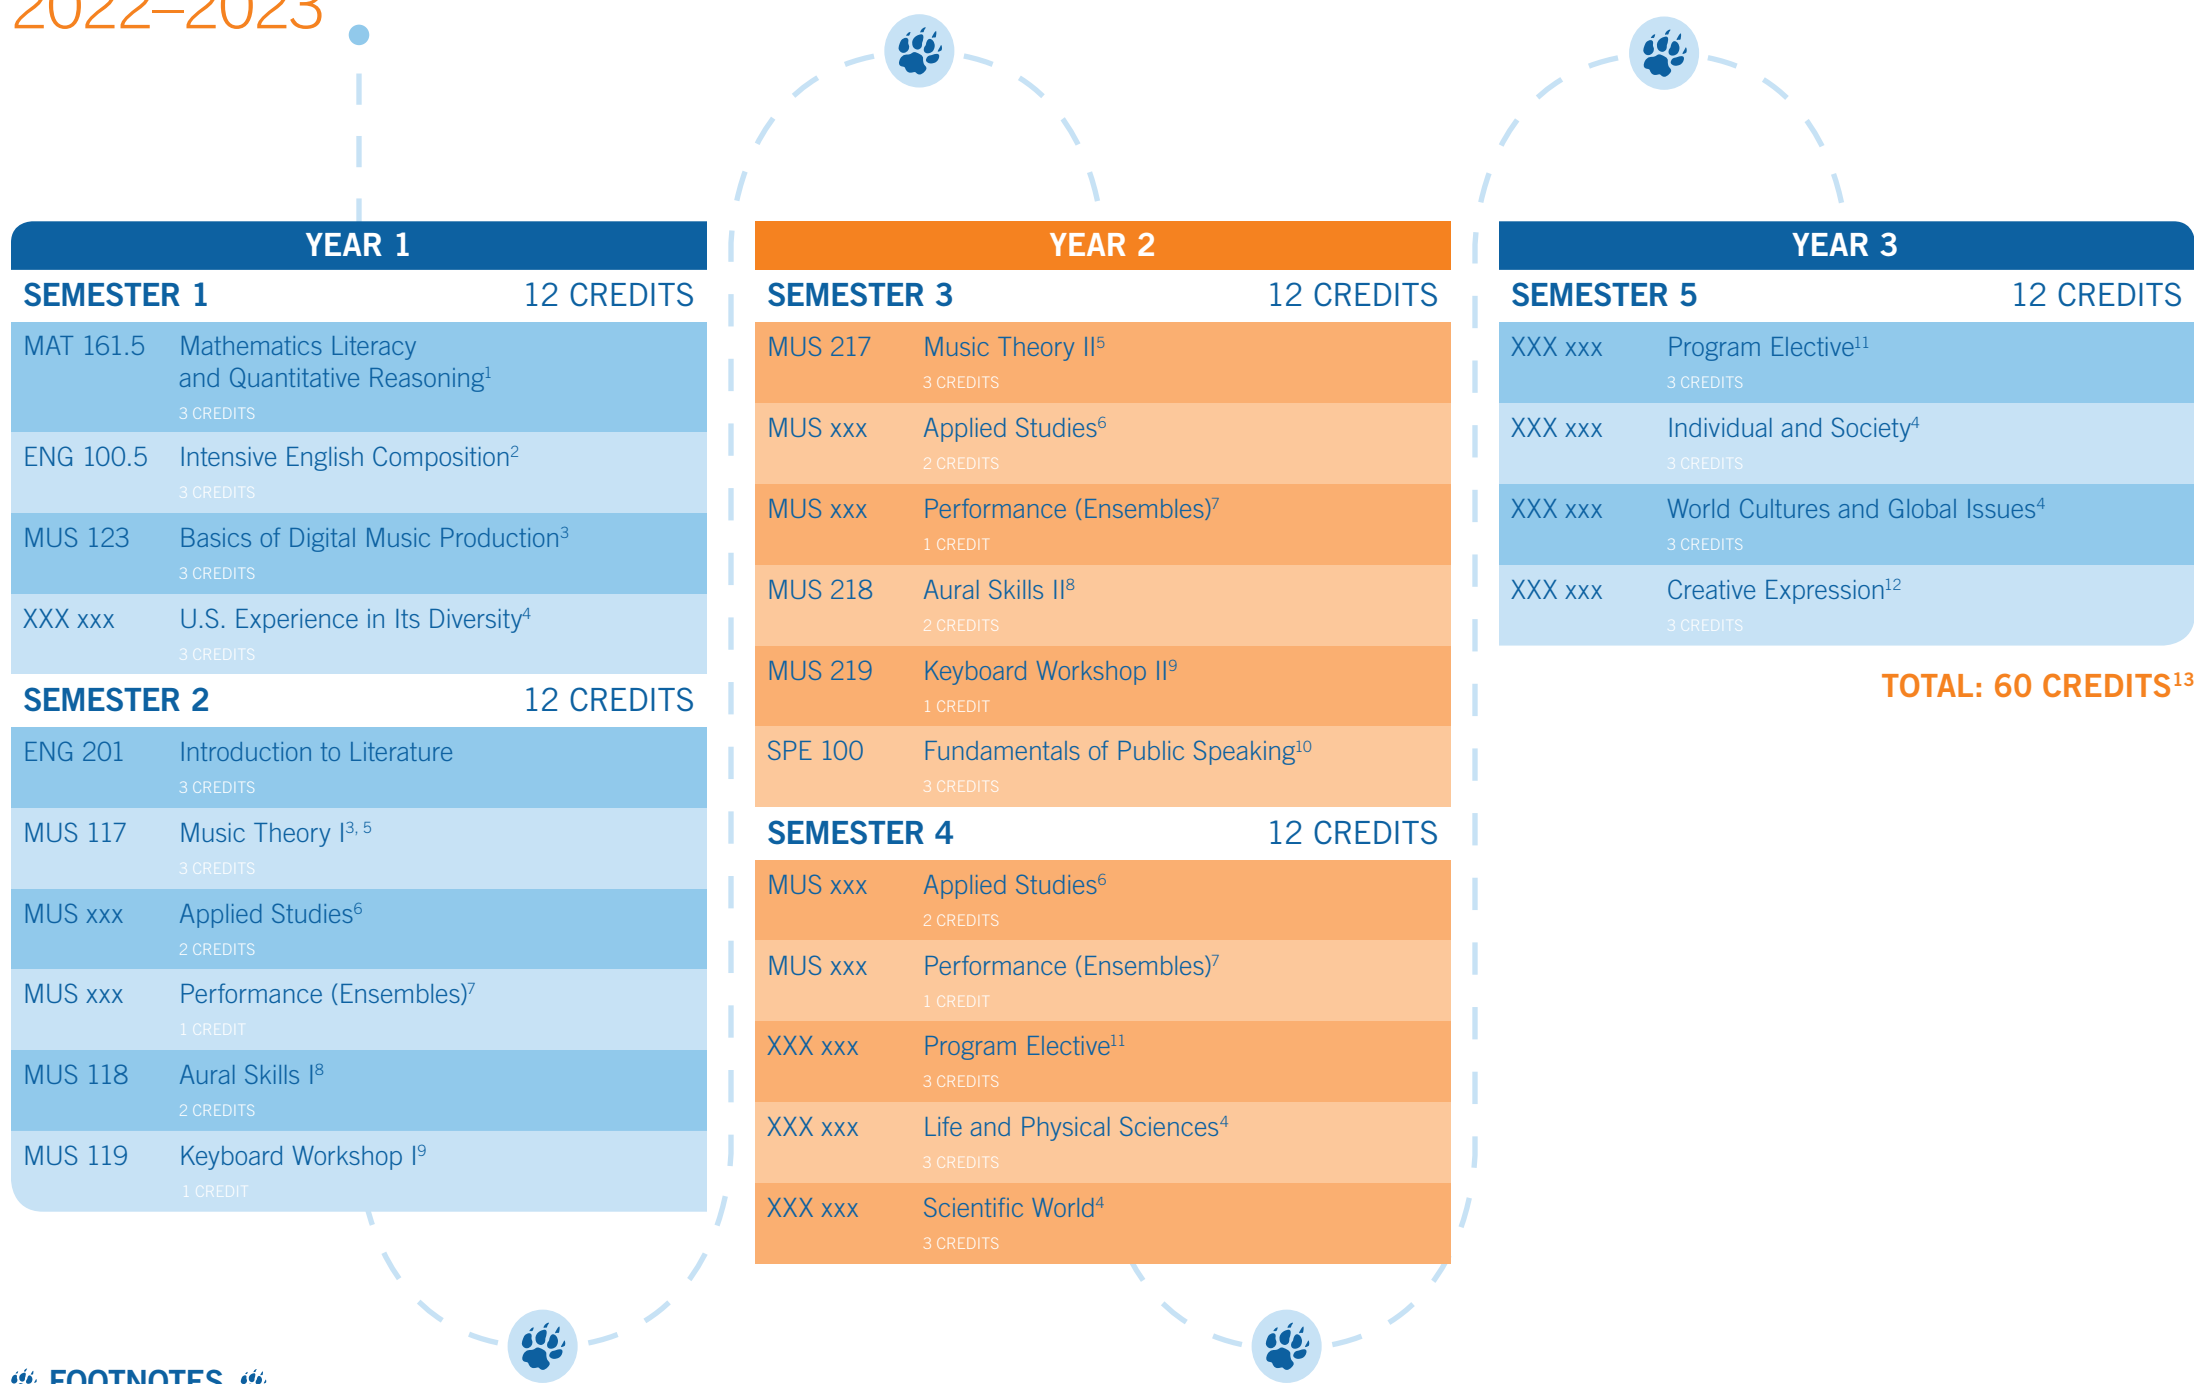 2022–2023
YEAR 1
SEMESTER 1 12 CREDITS
MAT 161.5 Mathematics Literacy
and Quantitative Reasoning¹
3 CREDITS
ENG 100.5 Intensive English Composition²
3 CREDITS
MUS 123 Basics of Digital Music Production³
3 CREDITS
XXX xxx U.S. Experience in Its Diversity⁴
3 CREDITS
SEMESTER 2 12 CREDITS
ENG 201 Introduction to Literature
3 CREDITS
MUS 117 Music Theory I³, ⁵
3 CREDITS
MUS xxx Applied Studies⁶
2 CREDITS
MUS xxx Performance (Ensembles)⁷
1 CREDIT
MUS 118 Aural Skills I⁸
2 CREDITS
MUS 119 Keyboard Workshop I⁹
1 CREDIT
YEAR 2
SEMESTER 3 12 CREDITS
MUS 217 Music Theory II⁵
3 CREDITS
MUS xxx Applied Studies⁶
2 CREDITS
MUS xxx Performance (Ensembles)⁷
1 CREDIT
MUS 218 Aural Skills II⁸
2 CREDITS
MUS 219 Keyboard Workshop II⁹
1 CREDIT
SPE 100 Fundamentals of Public Speaking¹⁰
3 CREDITS
SEMESTER 4 12 CREDITS
MUS xxx Applied Studies⁶
2 CREDITS
MUS xxx Performance (Ensembles)⁷
1 CREDIT
XXX xxx Program Elective¹¹
3 CREDITS
XXX xxx Life and Physical Sciences⁴
3 CREDITS
XXX xxx Scientific World⁴
3 CREDITS
YEAR 3
SEMESTER 5 12 CREDITS
XXX xxx Program Elective¹¹
3 CREDITS
XXX xxx Individual and Society⁴
3 CREDITS
XXX xxx World Cultures and Global Issues⁴
3 CREDITS
XXX xxx Creative Expression¹²
3 CREDITS
TOTAL: 60 CREDITS¹³
FOOTNOTES